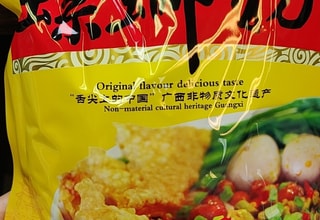 Original flavour delicious taste
"舌尖上的中国"广西非物质文化遗产
Non-material cultural heritage Guangxi